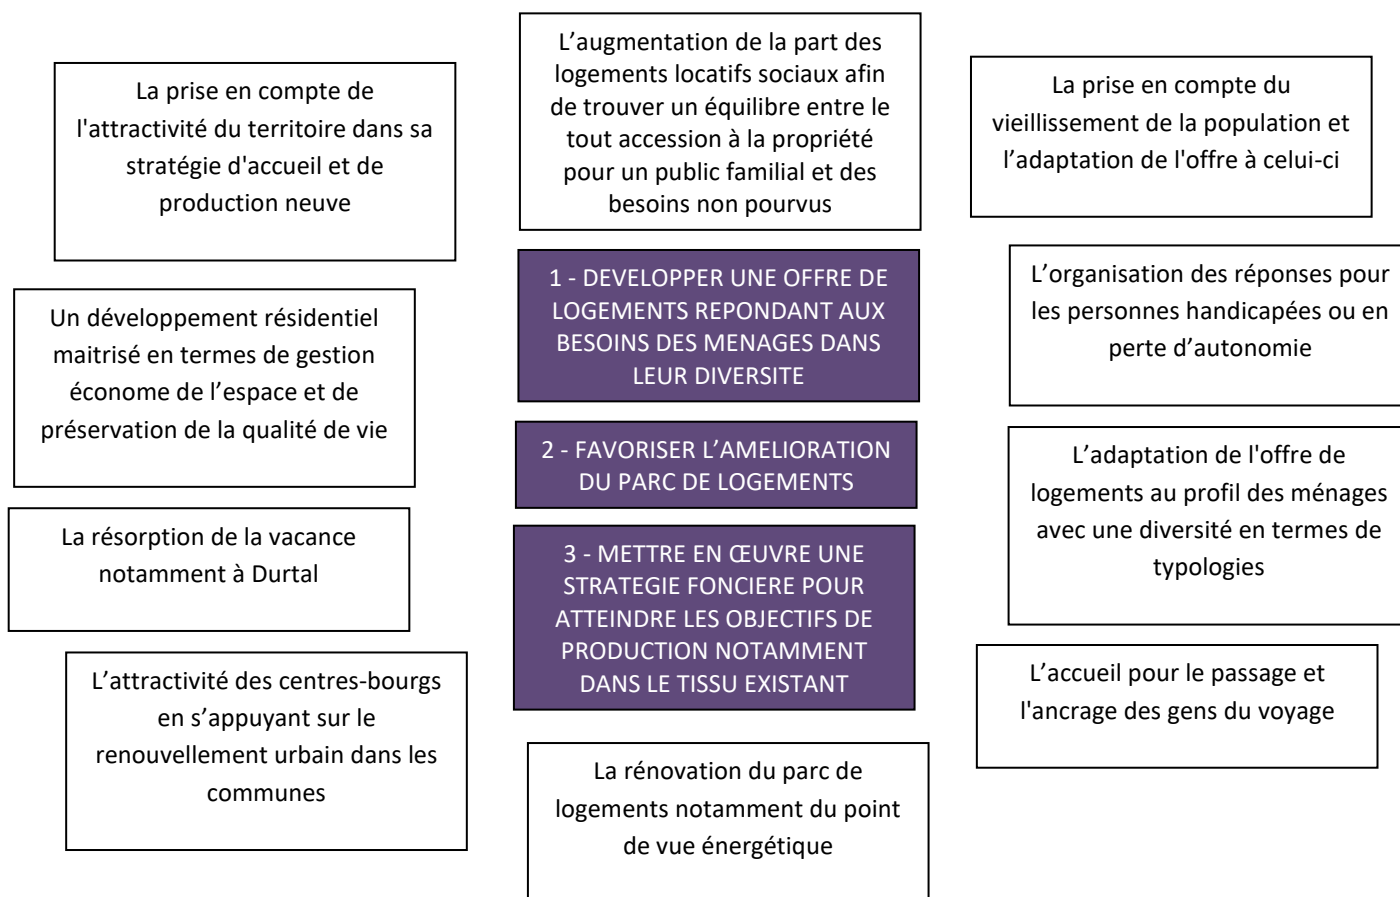 La prise en compte de
l'attractivité du territoire dans sa
stratégie d'accueil et de
production neuve
Un développement résidentiel
maitrisé en termes de gestion
économe de l’espace et de
préservation de la qualité de vie
La résorption de la vacance
notamment à Durtal
L’attractivité des centres-bourgs
en s’appuyant sur le
renouvellement urbain dans les
communes
L’augmentation de la part des
logements locatifs sociaux afin
de trouver un équilibre entre le
tout accession à la propriété
pour un public familial et des
besoins non pourvus
1 - DEVELOPPER UNE OFFRE DE
LOGEMENTS REPONDANT AUX
BESOINS DES MENAGES DANS
LEUR DIVERSITE
2 - FAVORISER L’AMELIORATION
DU PARC DE LOGEMENTS
3 - METTRE EN ŒUVRE UNE
STRATEGIE FONCIERE POUR
ATTEINDRE LES OBJECTIFS DE
PRODUCTION NOTAMMENT
DANS LE TISSU EXISTANT
La rénovation du parc de
logements notamment du point
de vue énergétique
La prise en compte du
vieillissement de la population et
l’adaptation de l'offre à celui-ci
L’organisation des réponses pour
les personnes handicapées ou en
perte d’autonomie
L’adaptation de l'offre de
logements au profil des ménages
avec une diversité en termes de
typologies
L’accueil pour le passage et
l'ancrage des gens du voyage